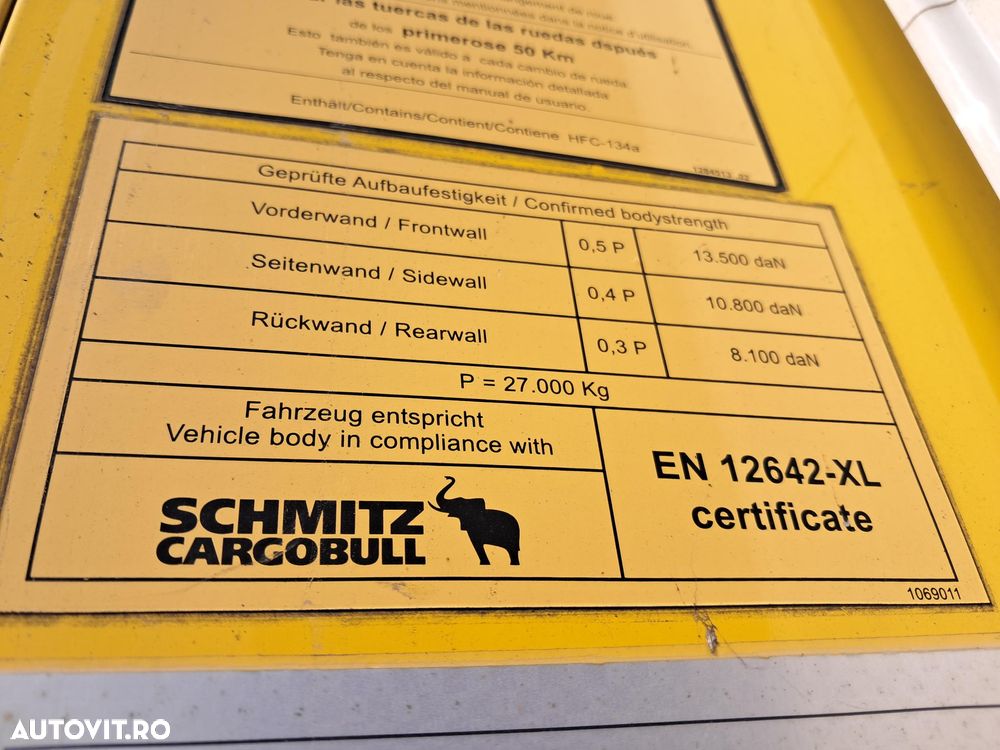 las tuercas de las ruedas dspués
de los primerose 50 Km
Esto también es válido a cada cambio de rueda
Tenga en cuenta la información detallada
al respecto del manual de usuario.
Enthält/Contains/Contient/Contiene HFC-134a
1284513_02
Geprüfte Aufbaufestigkeit / Confirmed bodystrength
Vorderwand / Frontwall 0,5 P 13.500 daN
Seitenwand / Sidewall 0,4 P 10.800 daN
Rückwand / Rearwall 0,3 P 8.100 daN
P = 27.000 Kg
Fahrzeug entspricht
Vehicle body in compliance with
EN 12642-XL
certificate
SCHMITZ
CARGOBULL
1069011
AUTOVIT.RO